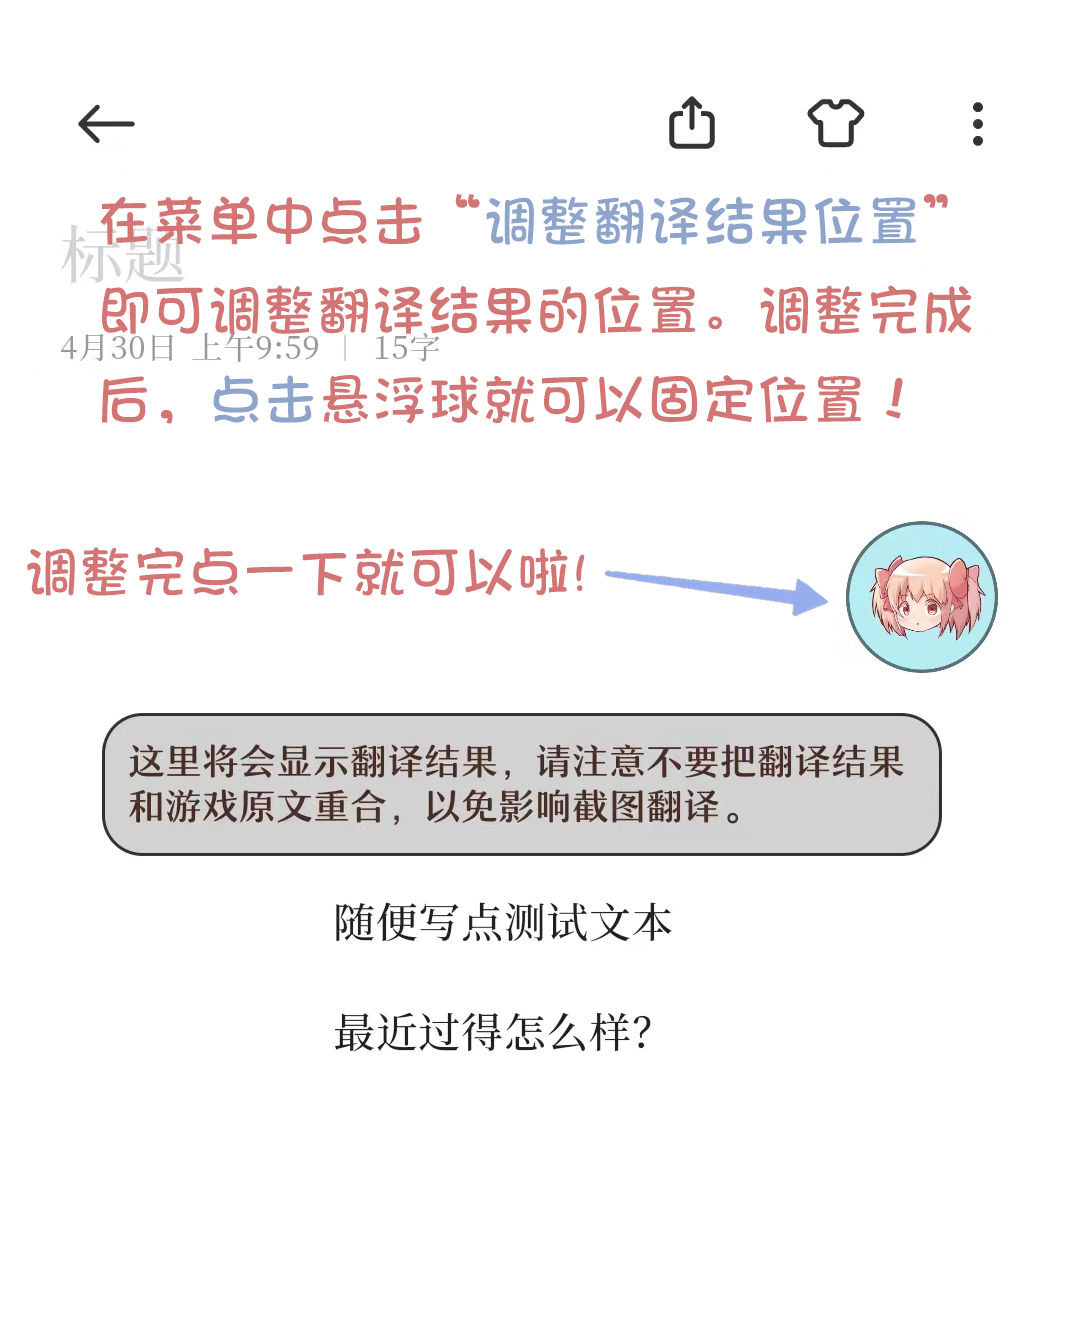 在菜单中点击“调整翻译结果位置”
标题
即可调整翻译结果的位置。调整完成
4月30日 上午9:59 | 15字
后，点击悬浮球就可以固定位置！
调整完点一下就可以啦!
这里将会显示翻译结果，请注意不要把翻译结果
和游戏原文重合，以免影响截图翻译。
随便写点测试文本
最近过得怎么样?